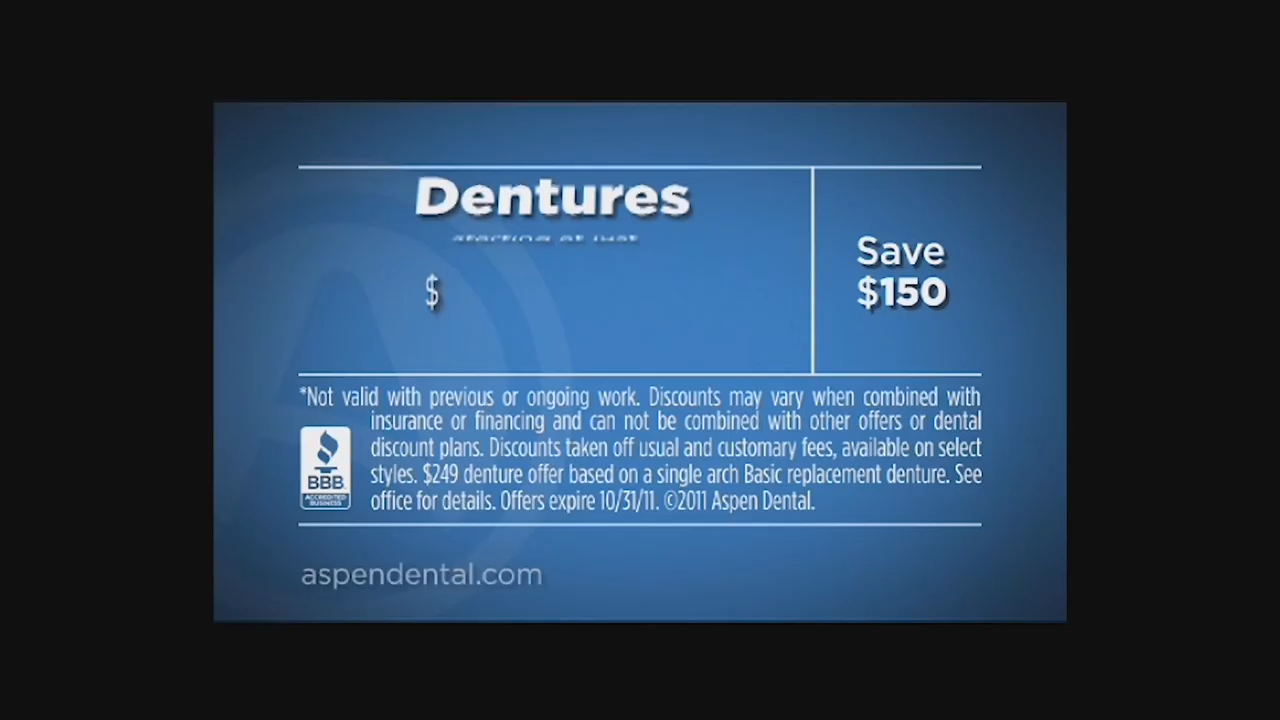 Dentures
$
Save
$150
*Not valid with previous or ongoing work. Discounts may vary when combined with
insurance or financing and can not be combined with other offers or dental
discount plans. Discounts taken off usual and customary fees, available on select
styles. $249 denture offer based on a single arch Basic replacement denture. See
office for details. Offers expire 10/31/11. ©2011 Aspen Dental.
BBB
ACCREDITED
BUSINESS
aspendental.com